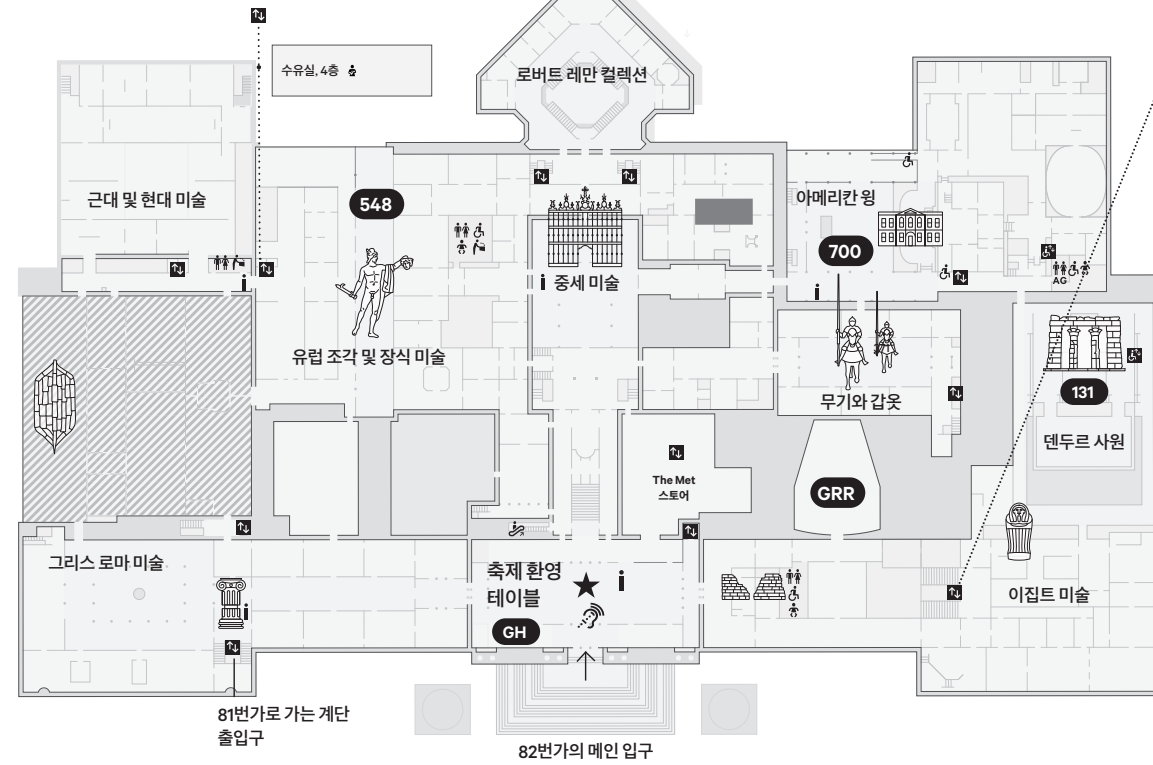 수유실, 4층
로버트 레만 컬렉션
근대 및 현대 미술
548
아메리칸 윙
700
AG
i 중세 미술
i
i
유럽 조각 및 장식 미술
무기와 갑옷
131
덴두르 사원
The Met
스토어
GRR
그리스 로마 미술
i
축제 환영
테이블
i
GH
이집트 미술
81번가로 가는 계단
출입구
82번가의 메인 입구